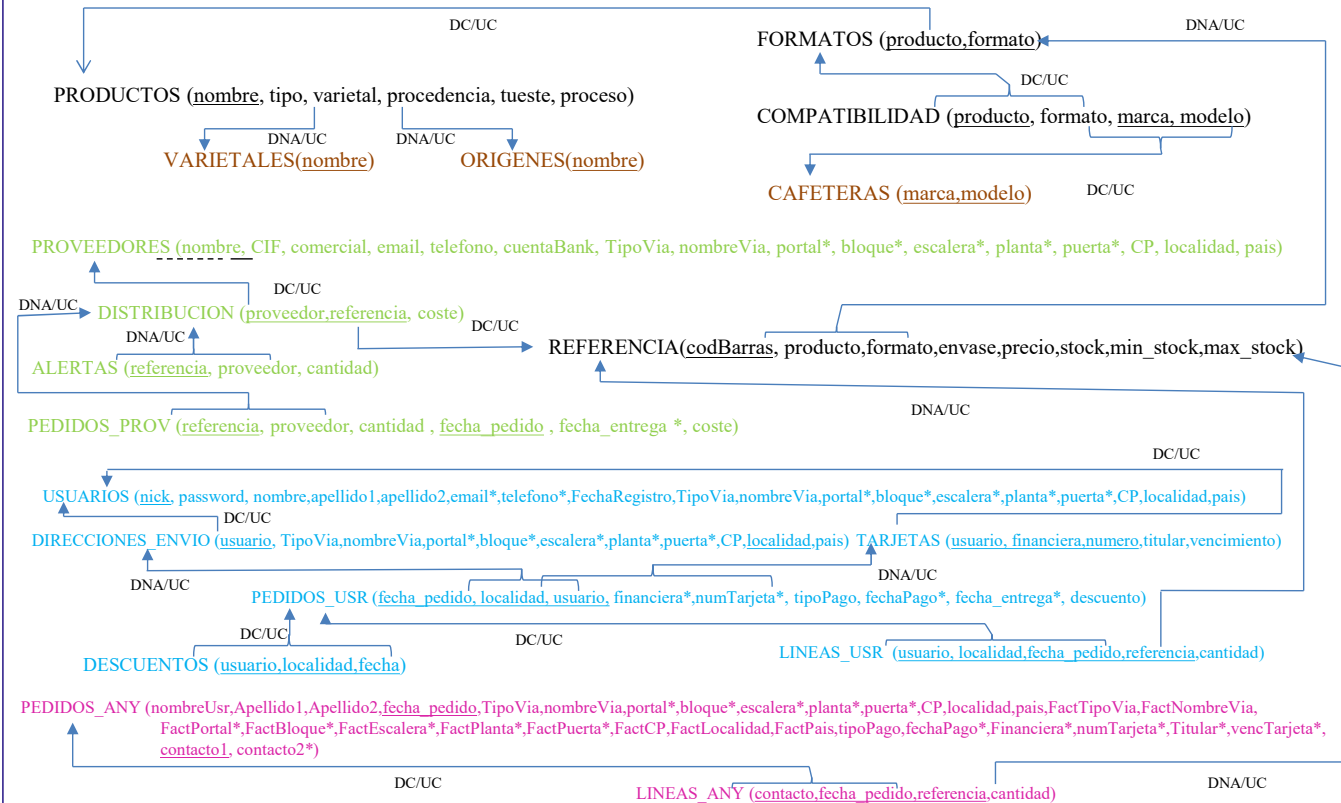 DC/UC
FORMATOS (producto,formato)
DNA/UC
DC/UC
PRODUCTOS (nombre, tipo, varietal, procedencia, tueste, proceso)
COMPATIBILIDAD (producto, formato, marca, modelo)
DNA/UC
DNA/UC
VARIETALES(nombre)
ORIGENES(nombre)
CAFETERAS (marca,modelo)
DC/UC
PROVEEDORES (nombre, CIF, comercial, email, telefono, cuentaBank, TipoVia, nombreVia, portal*, bloque*, escalera*, planta*, puerta*, CP, localidad, pais)
DC/UC
DNA/UC
DISTRIBUCION (proveedor,referencia, coste)
DC/UC
DNA/UC
REFERENCIA(codBarras, producto,formato,envase,precio,stock,min_stock,max_stock)
ALERTAS (referencia, proveedor, cantidad)
DNA/UC
PEDIDOS_PROV (referencia, proveedor, cantidad , fecha_pedido , fecha_entrega *, coste)
DC/UC
USUARIOS (nick, password, nombre,apellido1,apellido2,email*,telefono*,FechaRegistro,TipoVia,nombreVia,portal*,bloque*,escalera*,planta*,puerta*,CP,localidad,pais)
DC/UC
DIRECCIONES_ENVIO (usuario, TipoVia,nombreVia,portal*,bloque*,escalera*,planta*,puerta*,CP,localidad,pais)
TARJETAS (usuario, financiera,numero,titular,vencimiento)
DNA/UC
DNA/UC
PEDIDOS_USR (fecha_pedido, localidad, usuario, financiera*,numTarjeta*, tipoPago, fechaPago*, fecha_entrega*, descuento)
DC/UC
DC/UC
DESCUENTOS (usuario,localidad,fecha)
LINEAS_USR (usuario, localidad,fecha_pedido,referencia,cantidad)
PEDIDOS_ANY (nombreUsr,Apellido1,Apellido2,fecha_pedido,TipoVia,nombreVia,portal*,bloque*,escalera*,planta*,puerta*,CP,localidad,pais,FactTipoVia,FactNombreVia,
FactPortal*,FactBloque*,FactEscalera*,FactPlanta*,FactPuerta*,FactCP,FactLocalidad,FactPais,tipoPago,fechaPago*,Financiera*,numTarjeta*,Titular*,vencTarjeta*,
contacto1, contacto2*)
DC/UC
DNA/UC
LINEAS_ANY (contacto,fecha_pedido,referencia,cantidad)